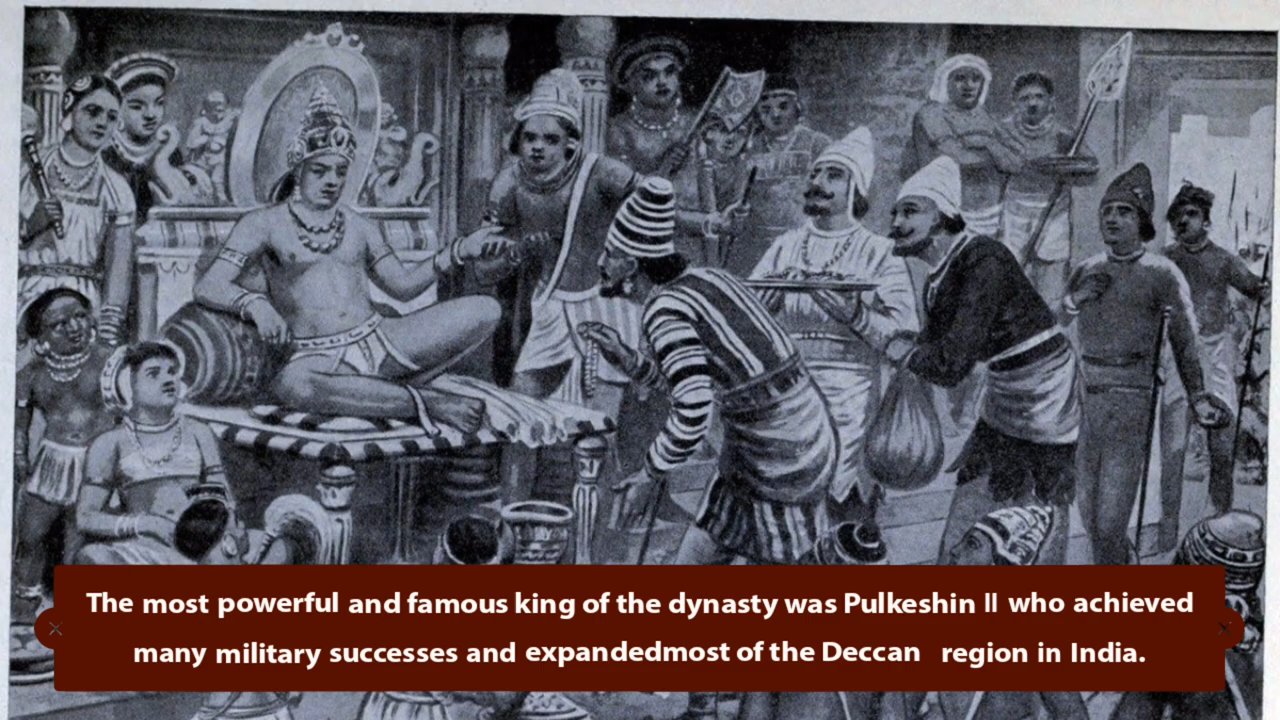 The most powerful and famous king of the dynasty was Pulkeshin II who achieved
many military successes and expandedmost of the Deccan region in India.